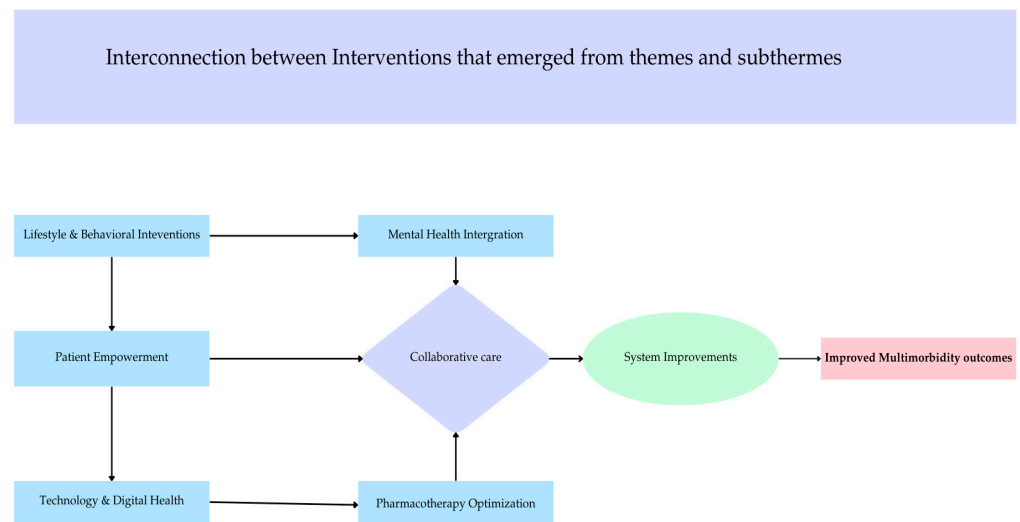 Interconnection between Interventions that emerged from themes and subthermes
Lifestyle & Behavioral Inteventions
Mental Health Intergration
Patient Empowerment
Collaborative care
System Improvements
Improved Multimorbidity outcomes
Technology & Digital Health
Pharmacotherapy Optimization